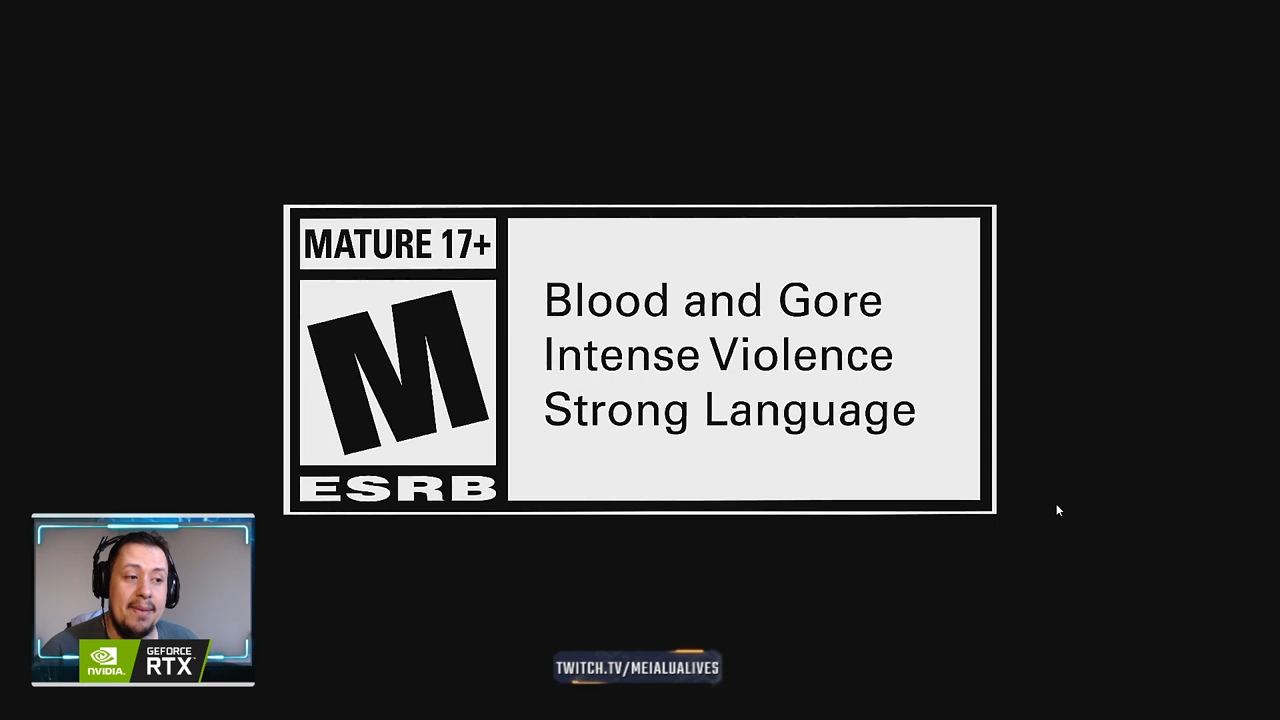 MATURE 17+
M
ESRB
Blood and Gore
Intense Violence
Strong Language
NVIDIA.
GEFORCE
RTX
TWITCH.TV/MEIALUALIVES